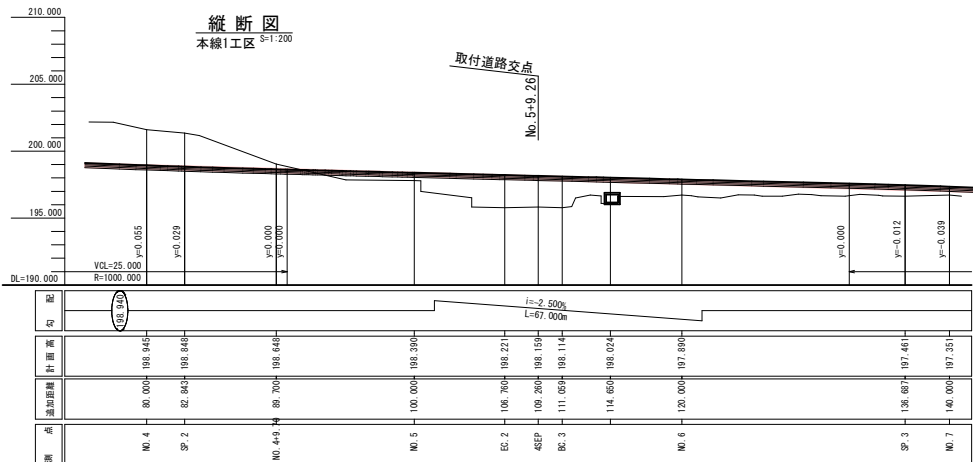 縦断図
本線1工区 S=1:200
210.000
205.000
200.000
195.000
DL=190.000
取付道路交点
No.5+9.26
y=0.055
y=0.029
y=0.000
y=0.000
y=0.000
y=-0.012
y=-0.039
VCL=25.000
R=1000.000
勾配
198.940
i=-2.500%
L=67.000m
計画高
198.945
198.848
198.648
198.390
198.221
198.159
198.114
198.024
197.890
197.461
197.351
追加距離
80.000
82.843
89.700
100.000
106.760
109.260
111.059
114.650
120.000
136.687
140.000
測点
NO.4
SP.2
NO.4+9.70
NO.5
EC.2
4SEP
BC.3
NO.6
SP.3
NO.7